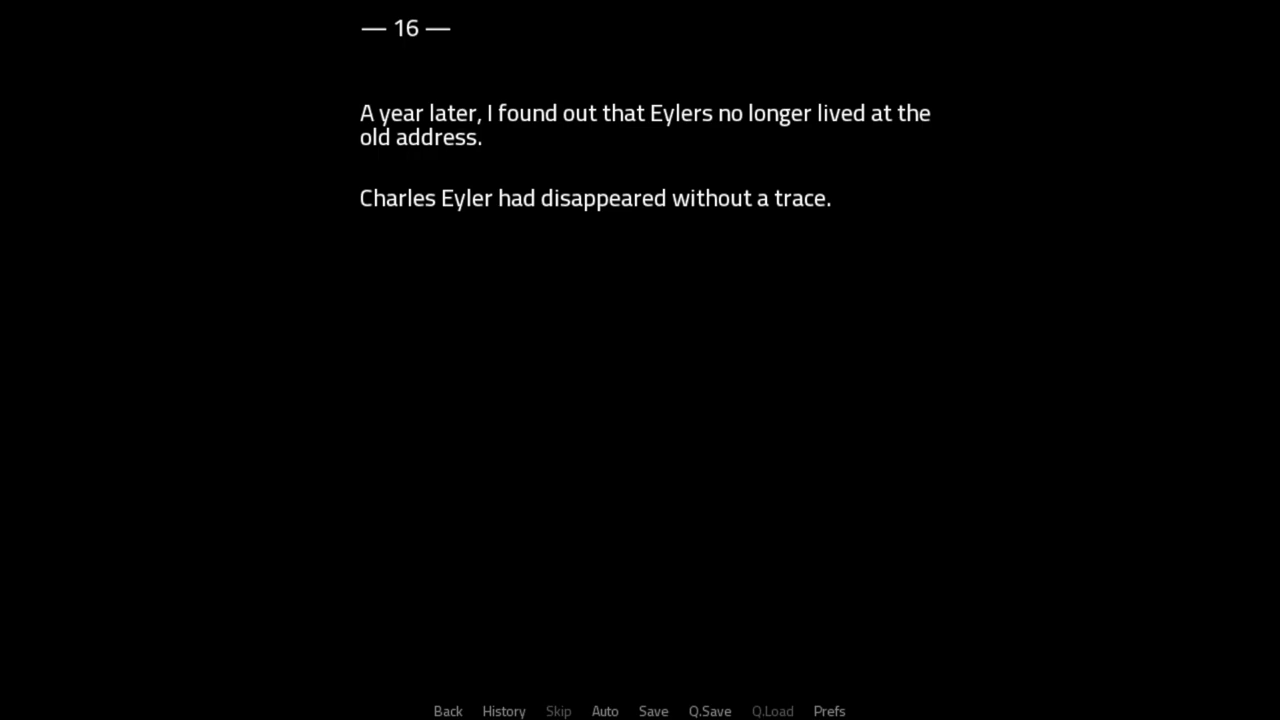 — 16 —
A year later, I found out that Eylers no longer lived at the
old address.
Charles Eyler had disappeared without a trace.
Back History Skip Auto Save Q.Save Q.Load Prefs